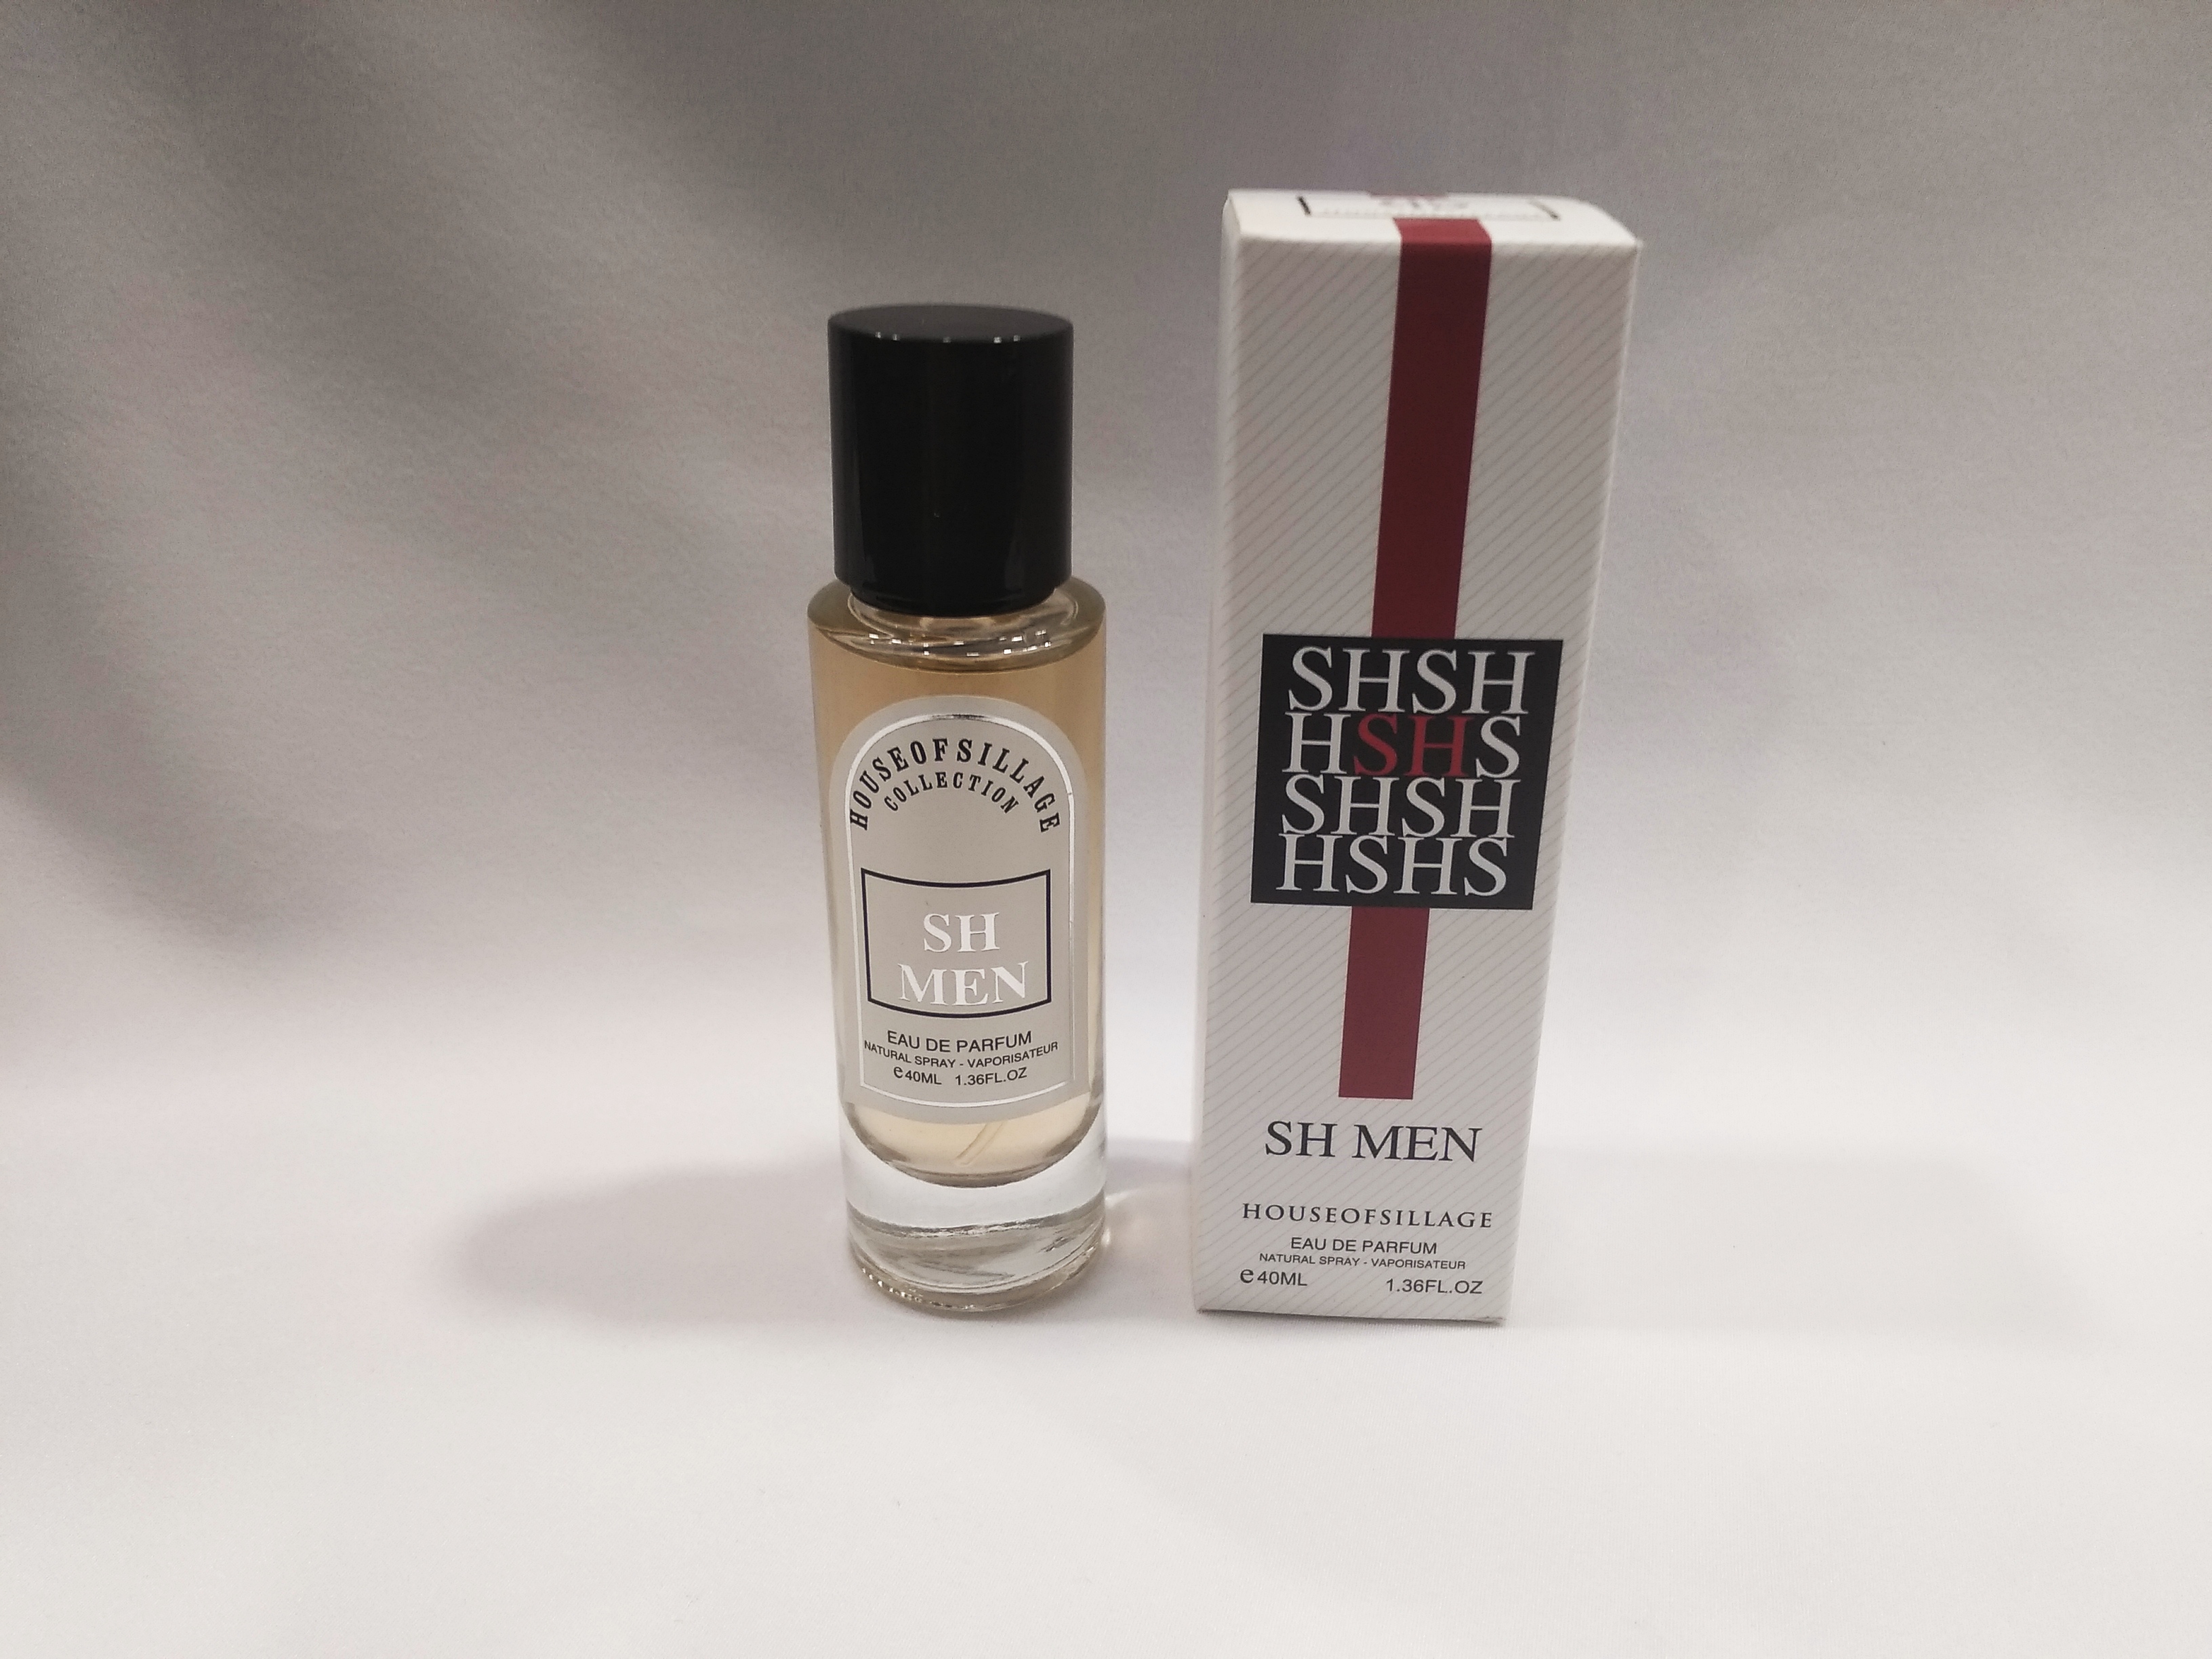 HOUSEOFSILLAGE
COLLECTION
SH
MEN
EAU DE PARFUM
NATURAL SPRAY - VAPORISATEUR
e 40ML 1.36FL.OZ
SHSH
HSHS
SHSH
HSHS
SH MEN
HOUSEOFSILLAGE
EAU DE PARFUM
NATURAL SPRAY - VAPORISATEUR
e 40ML 1.36FL.OZ